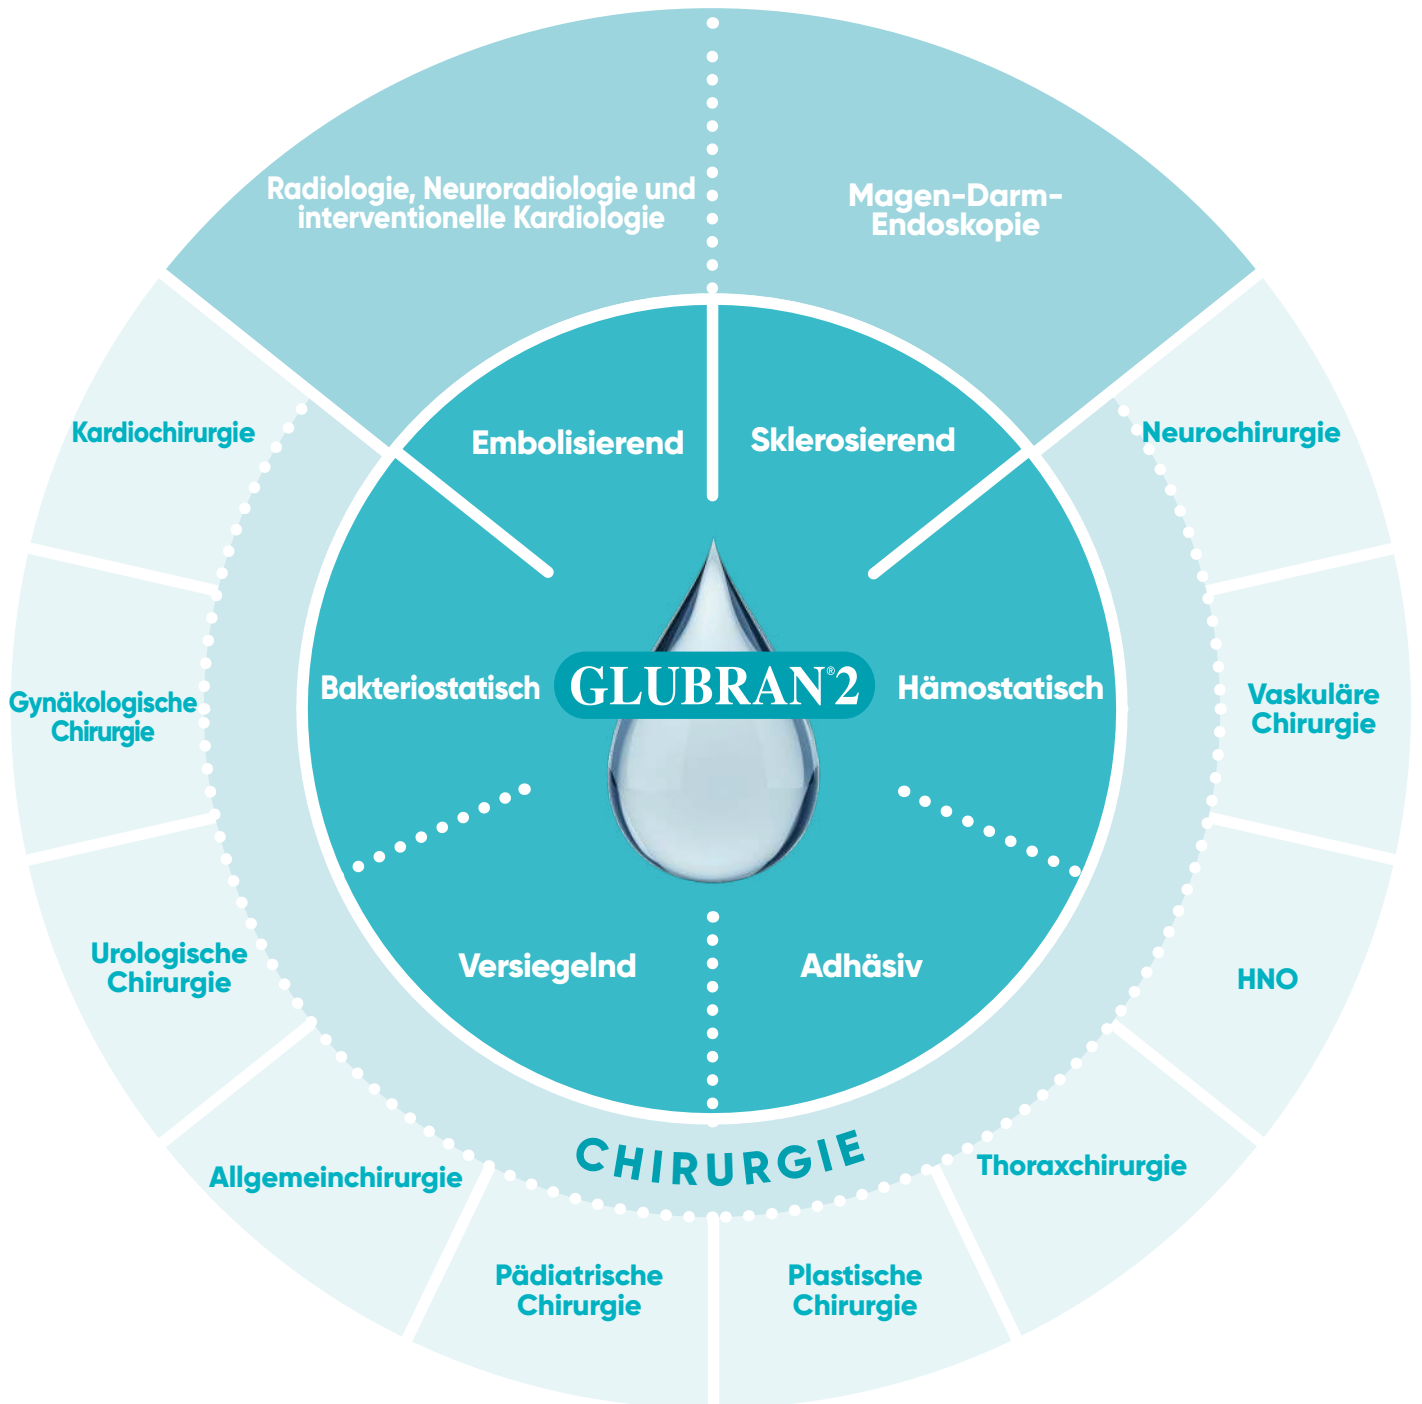 Radiologie, Neuroradiologie und
interventionelle Kardiologie
Magen-Darm-
Endoskopie
Embolisierend
Sklerosierend
Kardiochirurgie
Neurochirurgie
Bakteriostatisch
GLUBRAN®2
Hämostatisch
Gynäkologische
Chirurgie
Vaskuläre
Chirurgie
Versiegelnd
Adhäsiv
Urologische
Chirurgie
HNO
CHIRURGIE
Allgemeinchirurgie
Thoraxchirurgie
Pädiatrische
Chirurgie
Plastische
Chirurgie